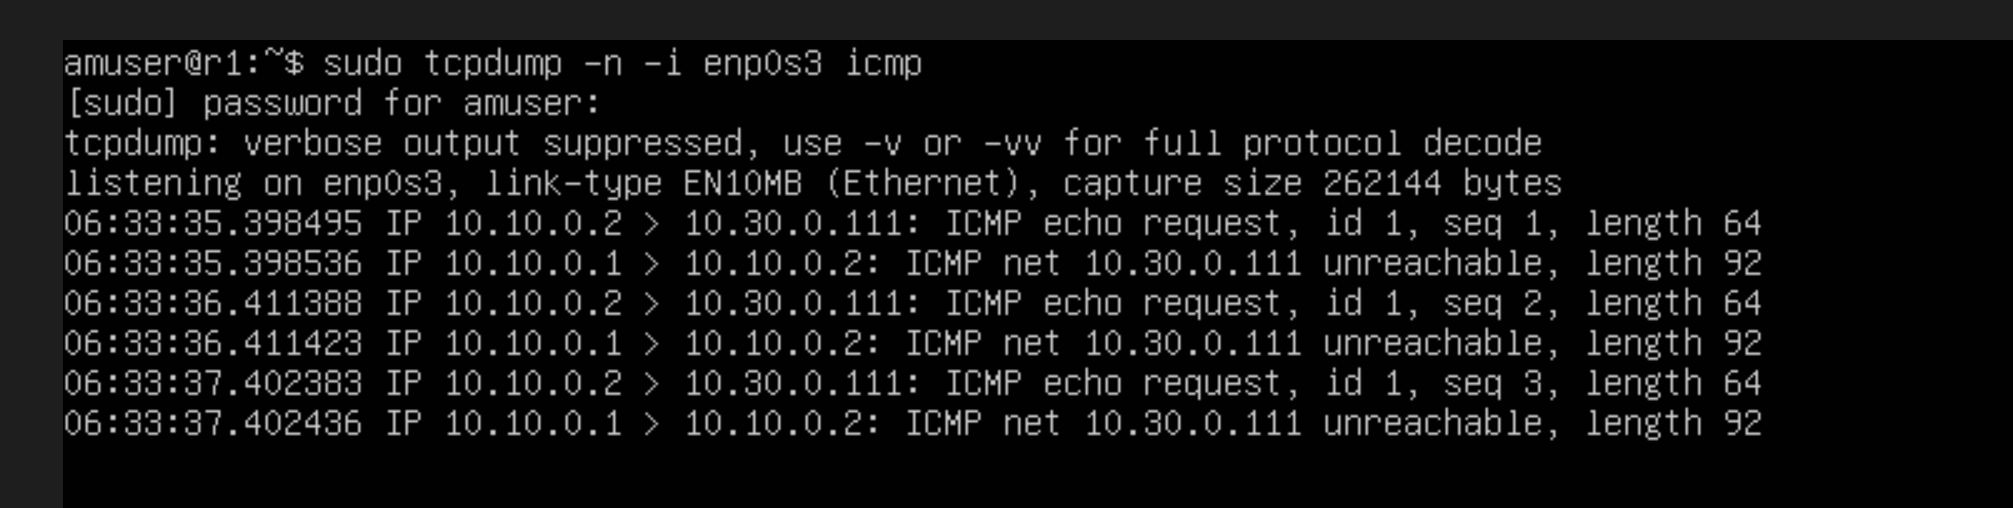 amuser@r1:~$ sudo tcpdump -n -i enp0s3 icmp
[sudo] password for amuser:
tcpdump: verbose output suppressed, use -v or -vv for full protocol decode
listening on enp0s3, link-type EN10MB (Ethernet), capture size 262144 bytes
06:33:35.398495 IP 10.10.0.2 > 10.30.0.111: ICMP echo request, id 1, seq 1, length 64
06:33:35.398536 IP 10.10.0.1 > 10.10.0.2: ICMP net 10.30.0.111 unreachable, length 92
06:33:36.411388 IP 10.10.0.2 > 10.30.0.111: ICMP echo request, id 1, seq 2, length 64
06:33:36.411423 IP 10.10.0.1 > 10.10.0.2: ICMP net 10.30.0.111 unreachable, length 92
06:33:37.402383 IP 10.10.0.2 > 10.30.0.111: ICMP echo request, id 1, seq 3, length 64
06:33:37.402436 IP 10.10.0.1 > 10.10.0.2: ICMP net 10.30.0.111 unreachable, length 92